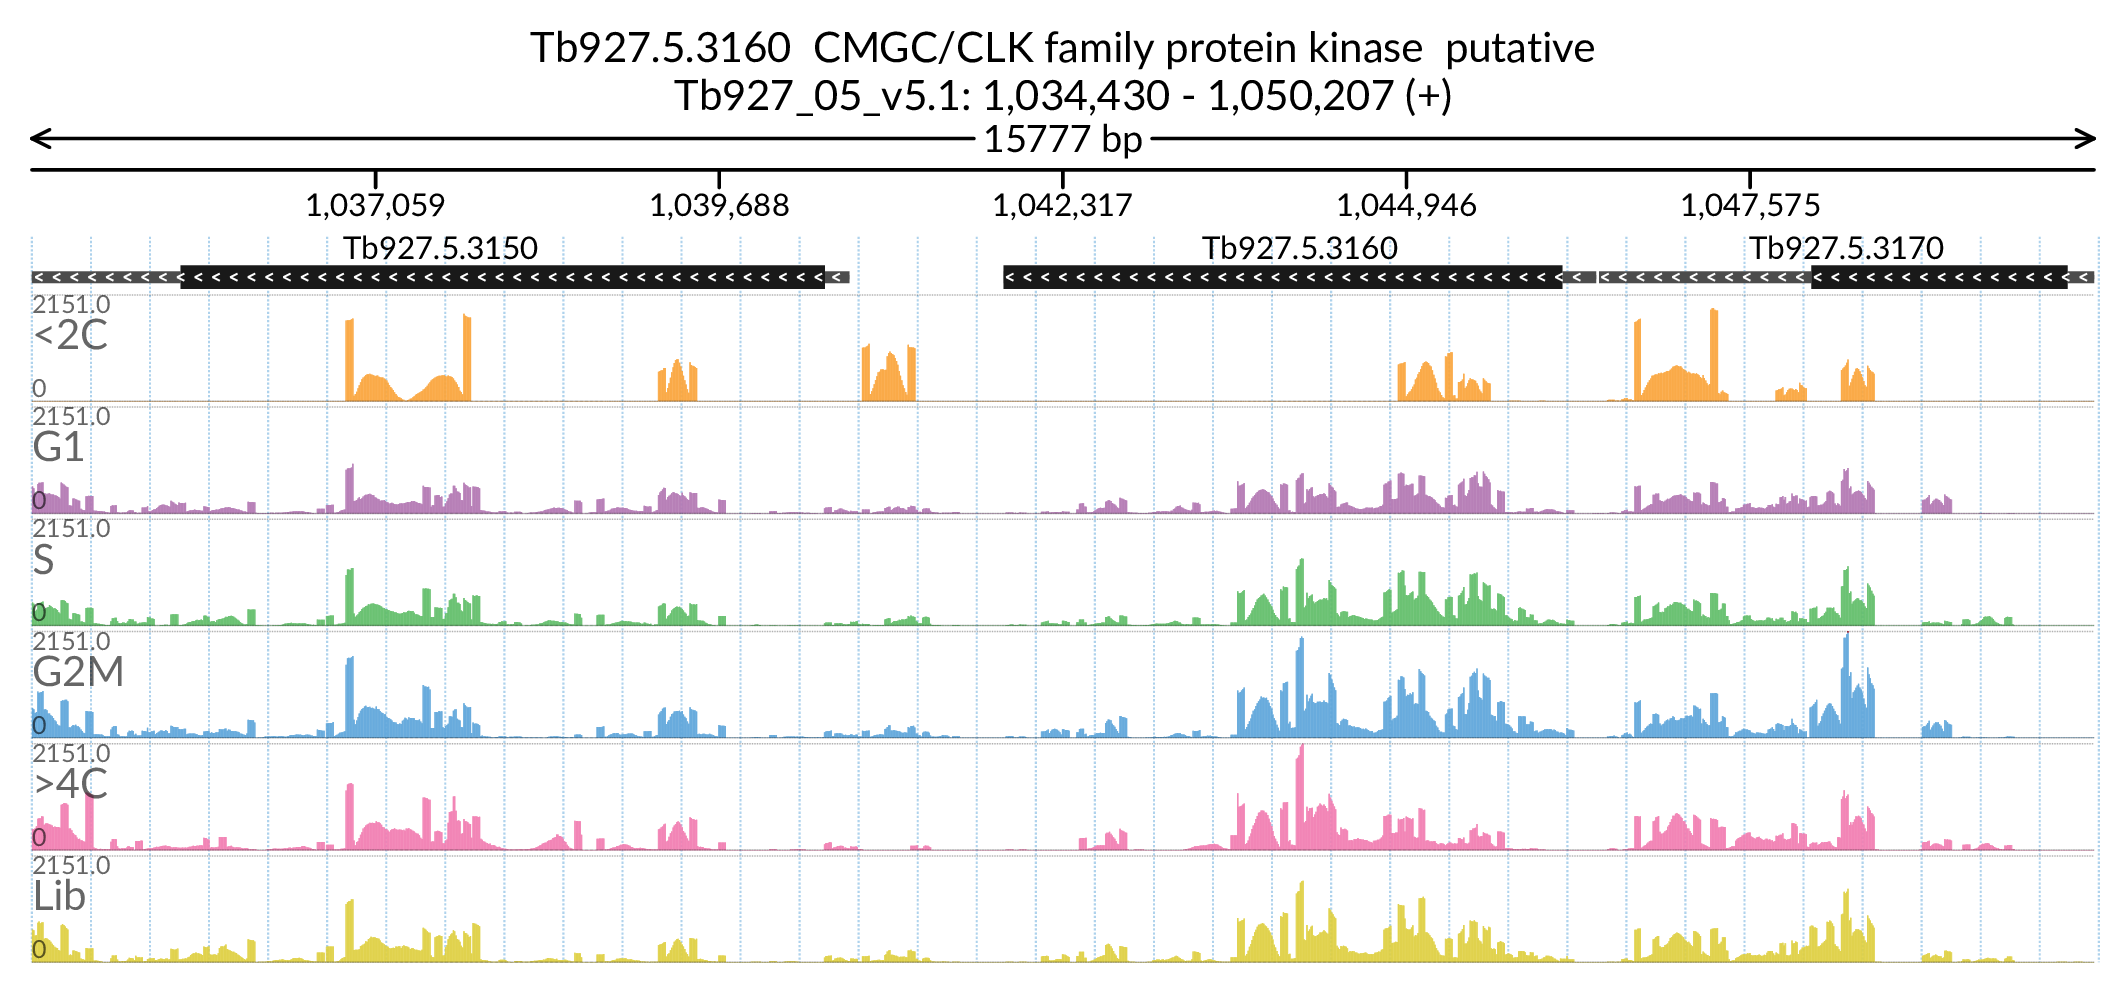 Tb927.5.3160  CMGC/CLK family protein kinase  putative
Tb927_05_v5.1: 1,034,430 - 1,050,207 (+)
15777 bp
1,037,059 1,039,688 1,042,317 1,044,946 1,047,575
Tb927.5.3150 Tb927.5.3160 Tb927.5.3170
2151.0
<2C
0
2151.0
G1
0
2151.0
S
0
2151.0
G2M
0
2151.0
>4C
0
2151.0
Lib
0